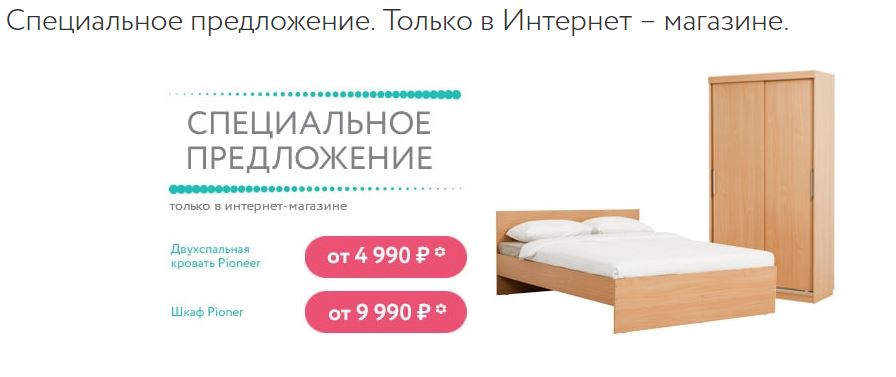 Специальное предложение. Только в Интернет – магазине.
СПЕЦИАЛЬНОЕ
ПРЕДЛОЖЕНИЕ
только в интернет-магазине
Двухспальная
кровать Pioneer
от 4 990 ₽ *
Шкаф Pioner
от 9 990 ₽ *